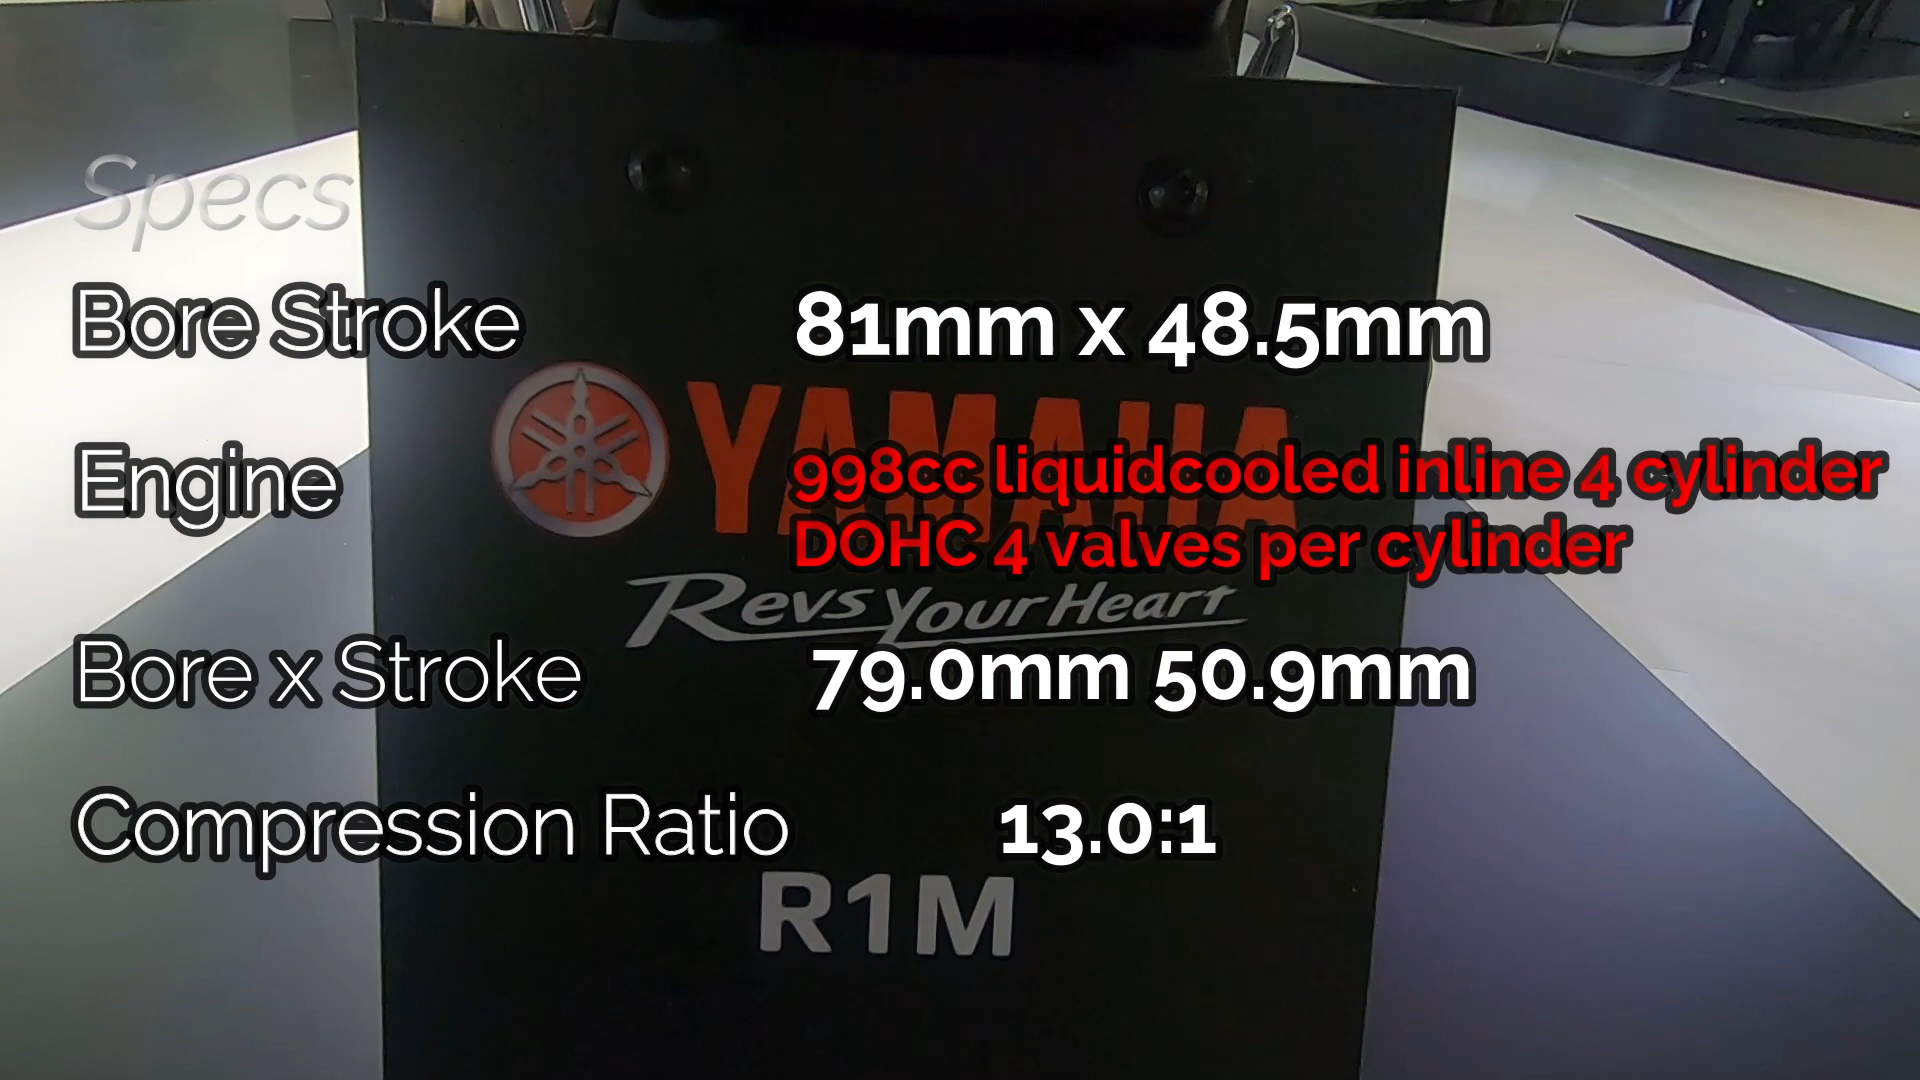 Specs
Bore Stroke 81mm x 48.5mm
YAMAHA
Engine 998cc liquidcooled inline 4 cylinder
DOHC 4 valves per cylinder
Revs Your Heart
Bore x Stroke 79.0mm 50.9mm
Compression Ratio 13.0:1
R1M